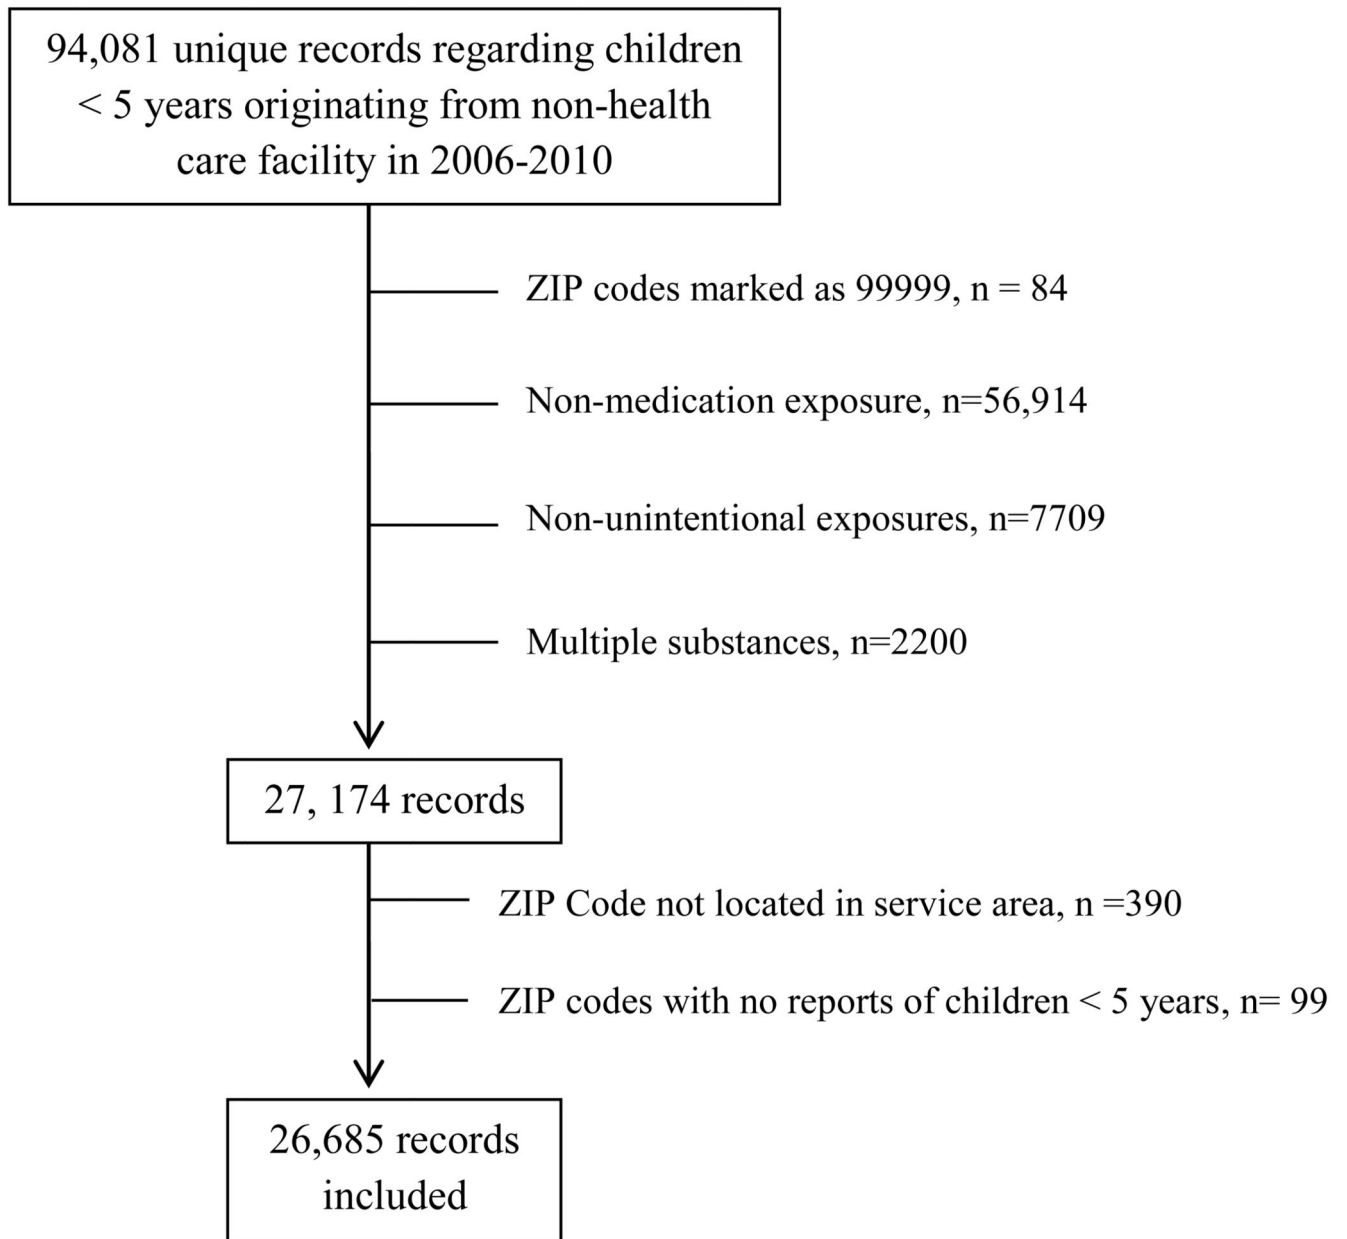 94,081 unique records regarding children
< 5 years originating from non-health
care facility in 2006-2010
ZIP codes marked as 99999, n = 84
Non-medication exposure, n=56,914
Non-unintentional exposures, n=7709
Multiple substances, n=2200
27, 174 records
ZIP Code not located in service area, n =390
ZIP codes with no reports of children < 5 years, n= 99
26,685 records
included